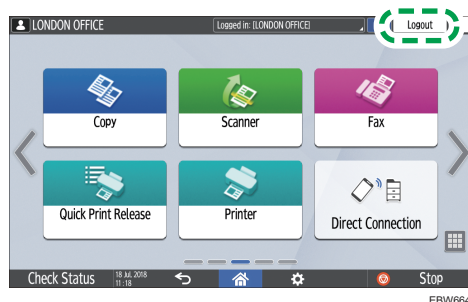 LONDON OFFICE
Logged in: [LONDON OFFICE]
Logout
Copy
Scanner
Fax
Quick Print Release
Printer
Direct Connection
Check Status
18 Jul. 2018
11:18
Stop
EBW664